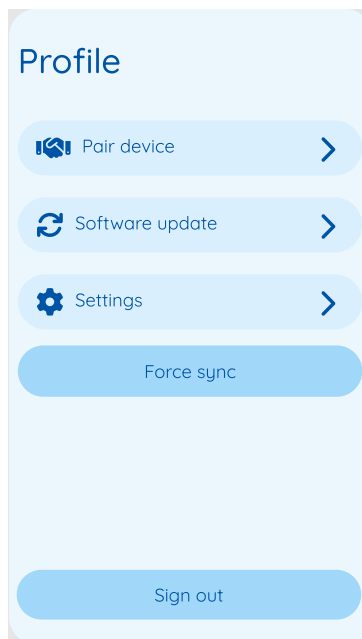 Profile
Pair device
Software update
Settings
Force sync
Sign out